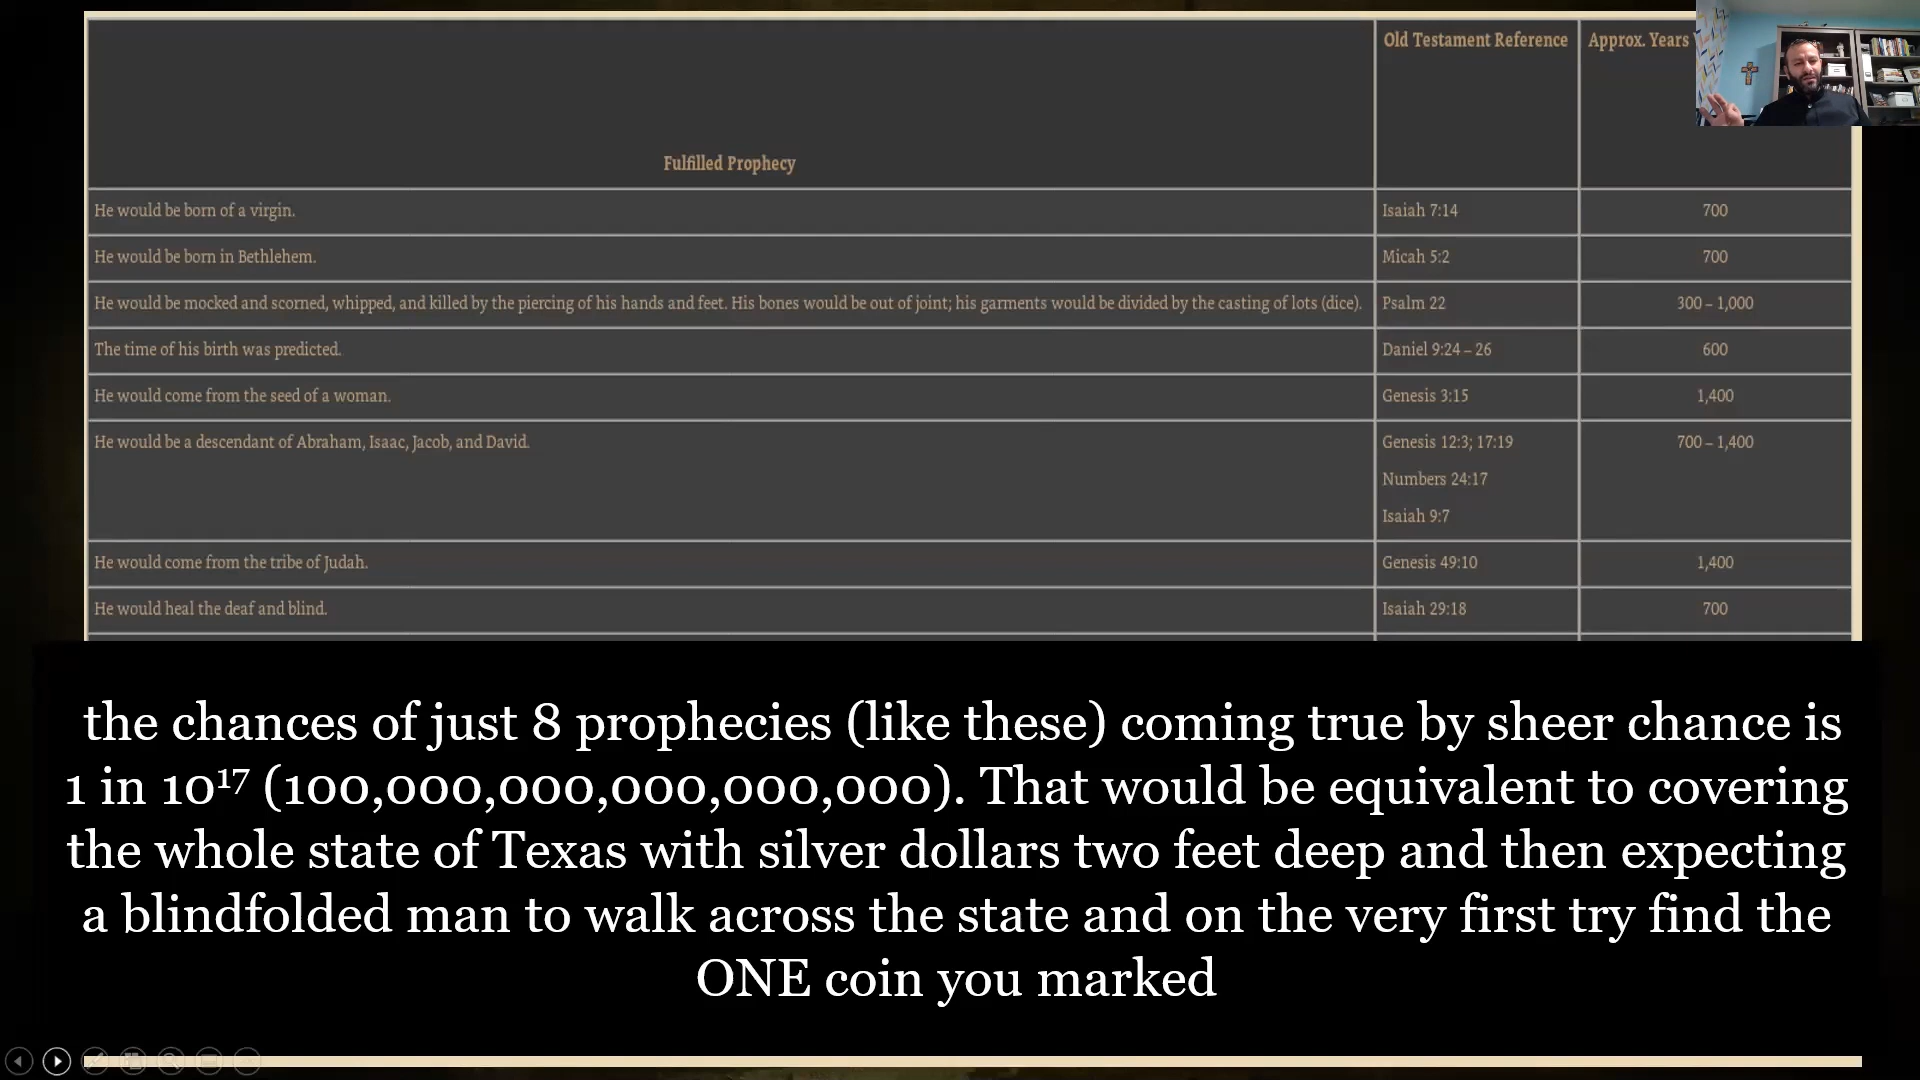 Fulfilled Prophecy
Old Testament Reference
Approx. Years
He would be born of a virgin.
Isaiah 7:14
700
He would be born in Bethlehem.
Micah 5:2
700
He would be mocked and scorned, whipped, and killed by the piercing of his hands and feet. His bones would be out of joint; his garments would be divided by the casting of lots (dice).
Psalm 22
300 – 1,000
The time of his birth was predicted.
Daniel 9:24 – 26
600
He would come from the seed of a woman.
Genesis 3:15
1,400
He would be a descendant of Abraham, Isaac, Jacob, and David.
Genesis 12:3; 17:19
Numbers 24:17
Isaiah 9:7
700 – 1,400
He would come from the tribe of Judah.
Genesis 49:10
1,400
He would heal the deaf and blind.
Isaiah 29:18
700
the chances of just 8 prophecies (like these) coming true by sheer chance is
1 in 10¹⁷ (100,000,000,000,000,000). That would be equivalent to covering
the whole state of Texas with silver dollars two feet deep and then expecting
a blindfolded man to walk across the state and on the very first try find the
ONE coin you marked